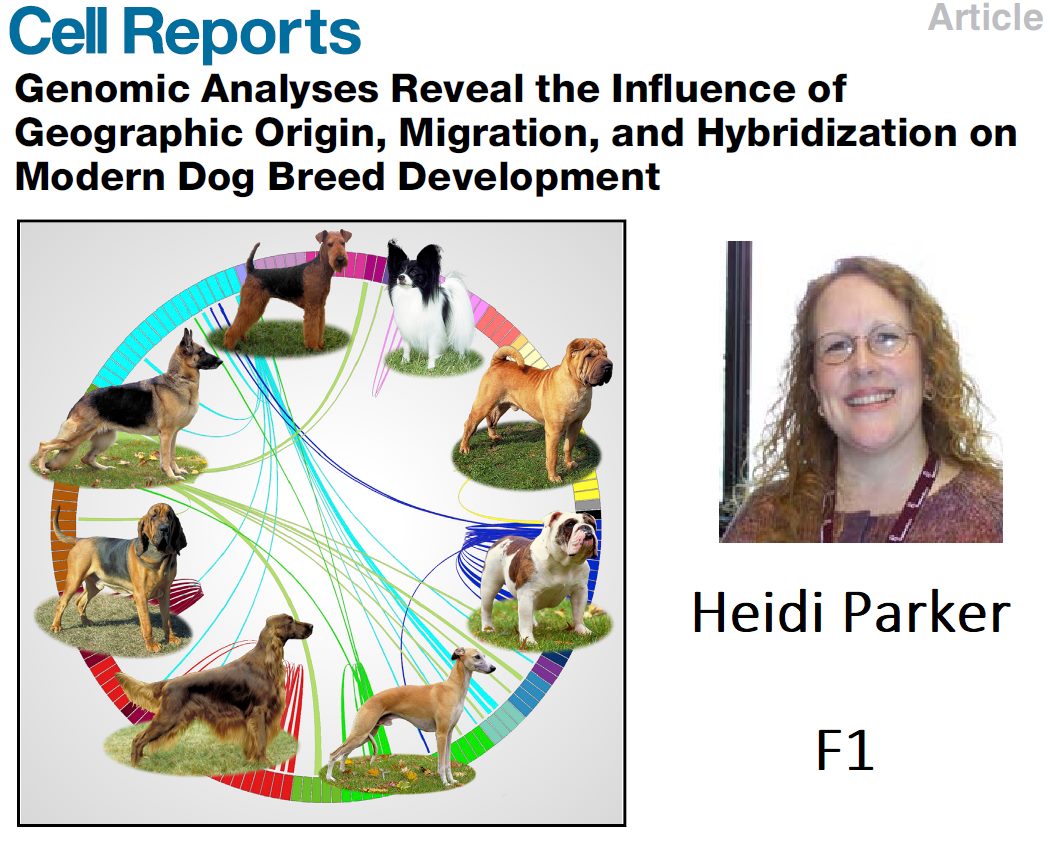 Cell Reports
Article
Genomic Analyses Reveal the Influence of
Geographic Origin, Migration, and Hybridization on
Modern Dog Breed Development
Heidi Parker
F1